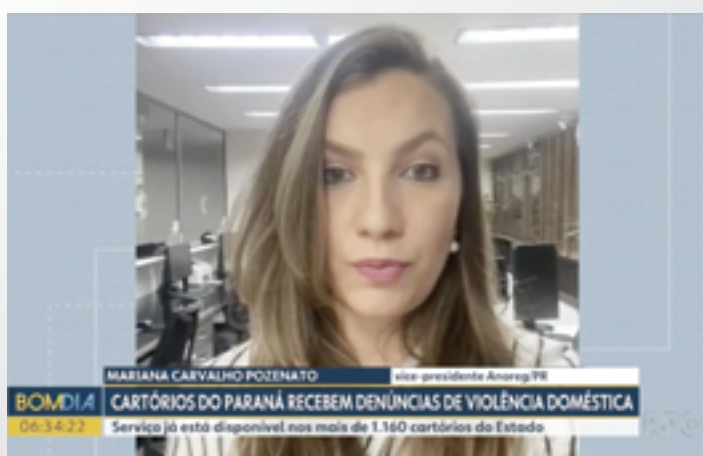 MARIANA CARVALHO POZENATO
vice-presidente Anoreg/PR
BOMDIA
CARTÓRIOS DO PARANÁ RECEBEM DENÚNCIAS DE VIOLÊNCIA DOMÉSTICA
06:34:22
Serviço já está disponível nos mais de 1.160 cartórios do Estado